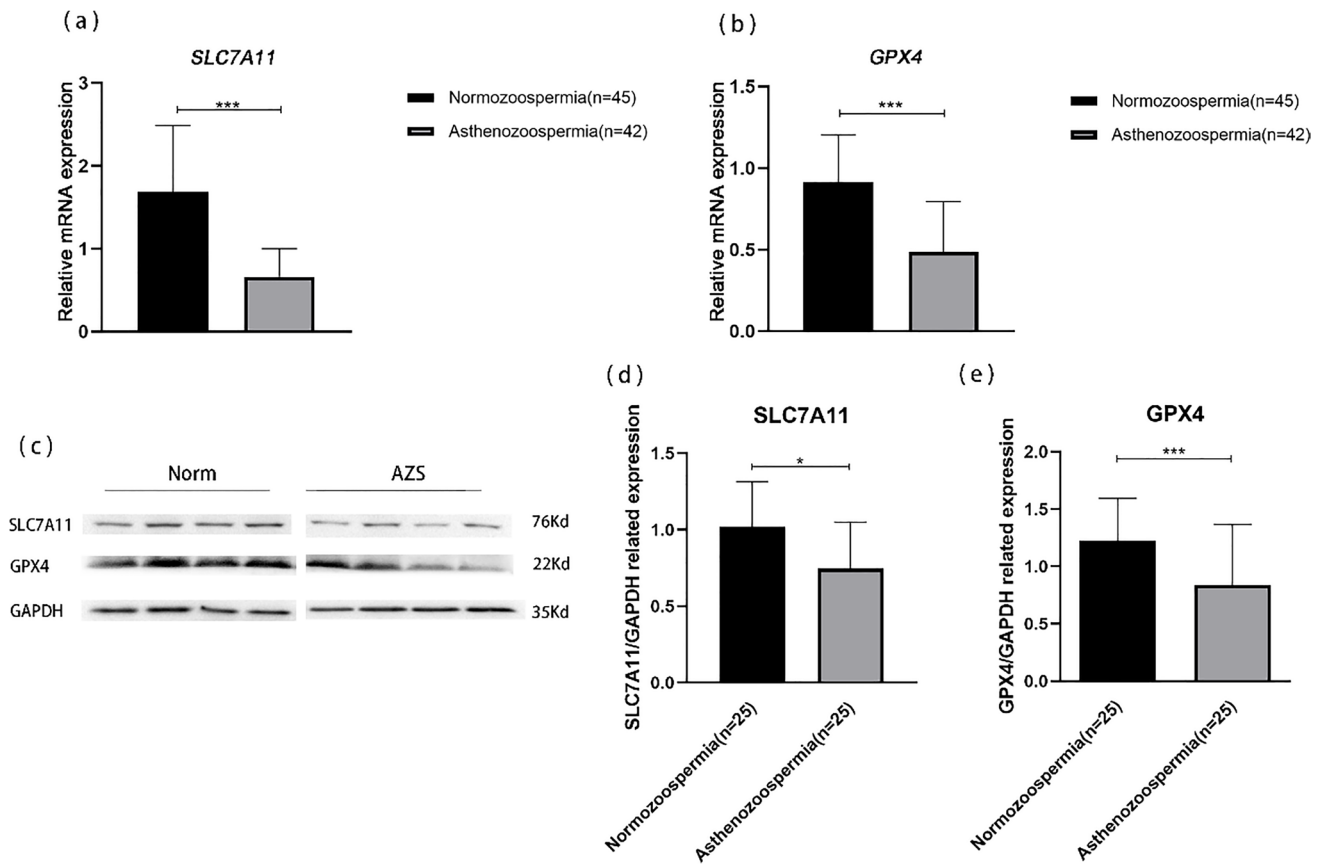 (a)
SLC7A11
Relative mRNA expression
3
2
1
0
***
Normozoospermia(n=45)
Asthenozoospermia(n=42)
(b)
GPX4
Relative mRNA expression
1.5
1.0
0.5
0.0
***
Normozoospermia(n=45)
Asthenozoospermia(n=42)
(c)
Norm AZS
SLC7A11 76Kd
GPX4 22Kd
GAPDH 35Kd
(d)
SLC7A11
SLC7A11/GAPDH related expression
1.5
1.0
0.5
0.0
*
Normozoospermia(n=25)
Asthenozoospermia(n=25)
(e)
GPX4
GPX4/GAPDH related expression
2.0
1.5
1.0
0.5
0.0
***
Normozoospermia(n=25)
Asthenozoospermia(n=25)